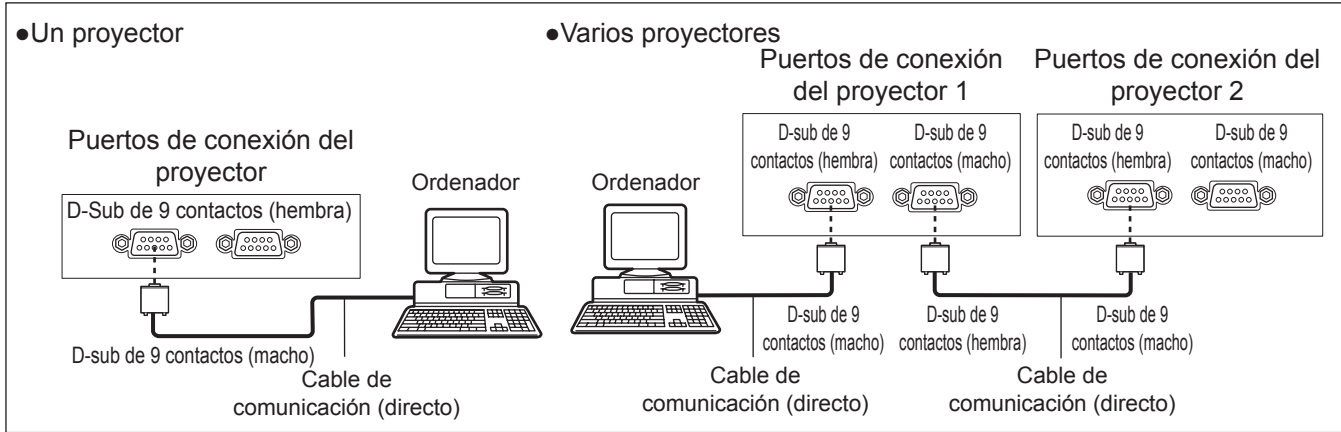 ●Un proyector
Puertos de conexión del
proyector
D-Sub de 9 contactos (hembra)
Ordenador
D-sub de 9 contactos (macho)
Cable de
comunicación (directo)
●Varios proyectores
Puertos de conexión
del proyector 1
D-sub de 9
contactos (hembra)
D-sub de 9
contactos (macho)
Puertos de conexión del
proyector 2
D-sub de 9
contactos (hembra)
D-sub de 9
contactos (macho)
Ordenador
D-sub de 9
contactos (macho)
D-sub de 9
contactos (hembra)
D-sub de 9
contactos (macho)
Cable de
comunicación (directo)
Cable de
comunicación (directo)